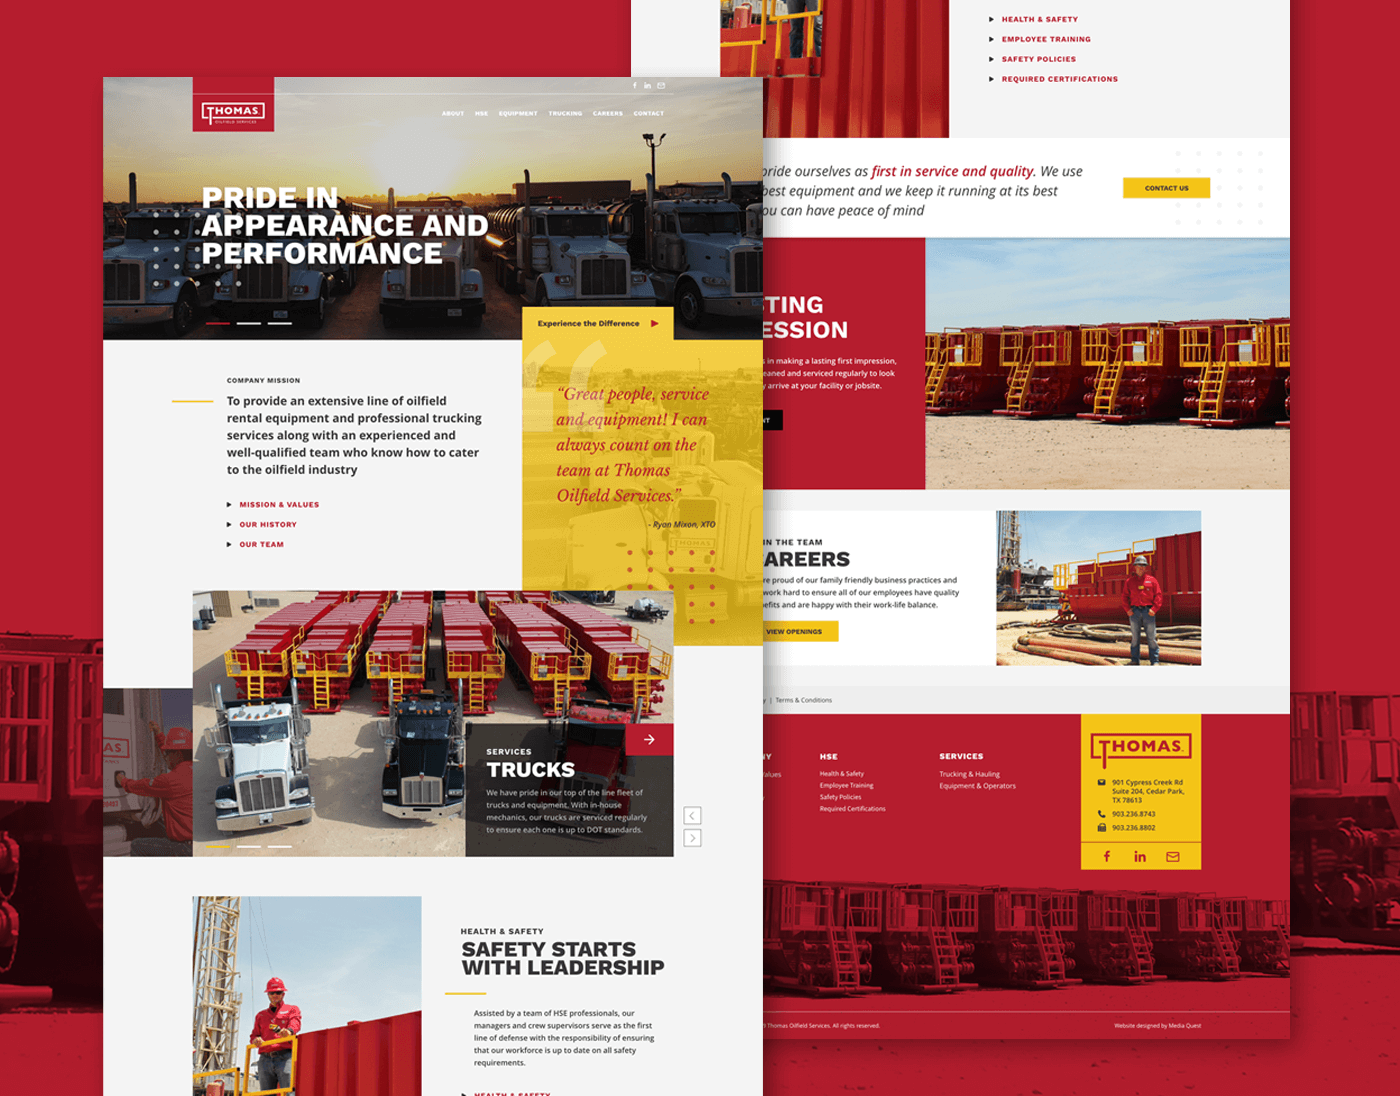 THOMAS
OILFIELD SERVICES
ABOUT HSE EQUIPMENT TRUCKING CAREERS CONTACT
PRIDE IN
APPEARANCE AND
PERFORMANCE
Experience the Difference
COMPANY MISSION
To provide an extensive line of oilfield
rental equipment and professional trucking
services along with an experienced and
well-qualified team who know how to cater
to the oilfield industry
MISSION & VALUES
OUR HISTORY
OUR TEAM
“Great people, service
and equipment! I can
always count on the
team at Thomas
Oilfield Services.”
- Ryan Mixon, XTO
THOMAS
SERVICES
TRUCKS
We have pride in our top of the line fleet of
trucks and equipment. With in-house
mechanics, our trucks are serviced regularly
to ensure each one is up to DOT standards.
HEALTH & SAFETY
SAFETY STARTS
WITH LEADERSHIP
Assisted by a team of HSE professionals, our
managers and crew supervisors serve as the first
line of defense with the responsibility of ensuring
that our workforce is up to date on all safety
requirements.
HEALTH & SAFETY
HEALTH & SAFETY
EMPLOYEE TRAINING
SAFETY POLICIES
REQUIRED CERTIFICATIONS
pride ourselves as first in service and quality. We use
best equipment and we keep it running at its best
you can have peace of mind
CONTACT US
STING
ESSION
s in making a lasting first impression,
eaned and serviced regularly to look
y arrive at your facility or jobsite.
NT
IN THE TEAM
AREERS
re proud of our family friendly business practices and
work hard to ensure all of our employees have quality
nefits and are happy with their work-life balance.
VIEW OPENINGS
y | Terms & Conditions
NY
Values
HSE
Health & Safety
Employee Training
Safety Policies
Required Certifications
SERVICES
Trucking & Hauling
Equipment & Operators
THOMAS
901 Cypress Creek Rd
Suite 204, Cedar Park,
TX 78613
903.236.8743
903.236.8802
Thomas Oilfield Services. All rights reserved.
Website designed by Media Quest